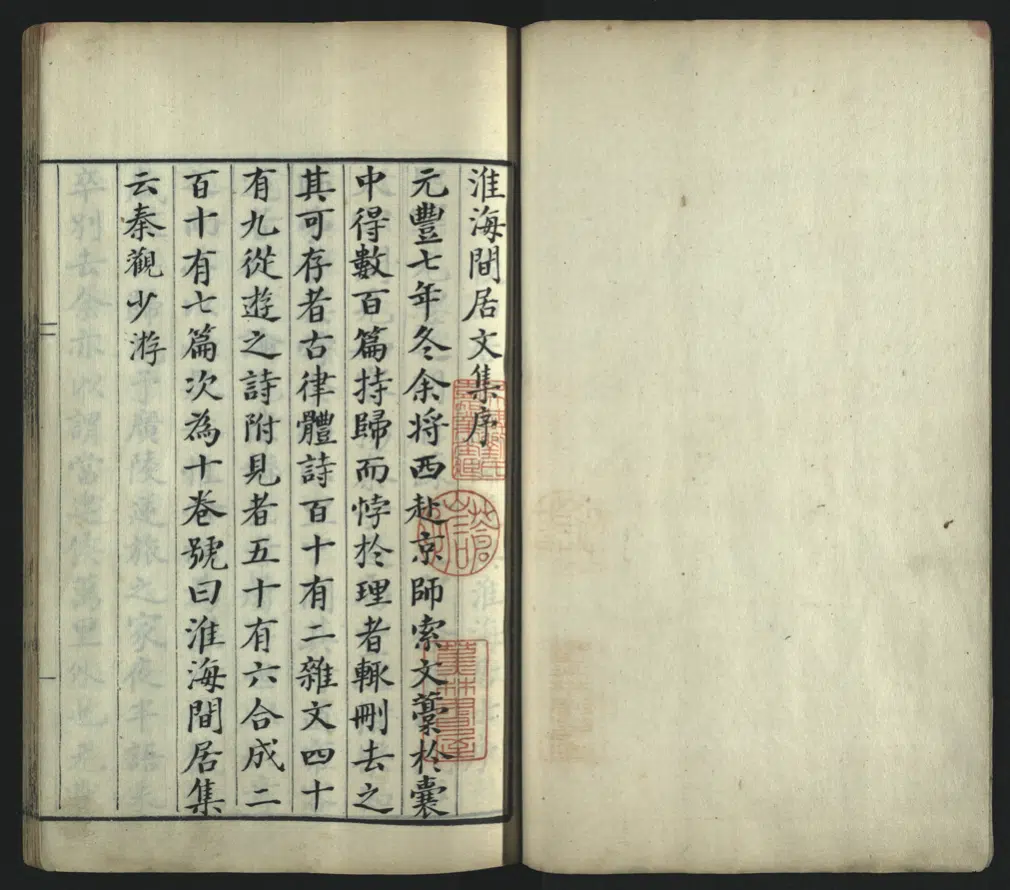 淮海閒居文集序
元豐七年冬余將西赴京師索文藁於囊
中得數百篇持歸而悖於理者輒刪去之
其可存者古律體詩百十有二雜文四十
有九從遊之詩附見者五十有六合成二
百十有七篇次為十卷號曰淮海閒居集
云秦觀少游